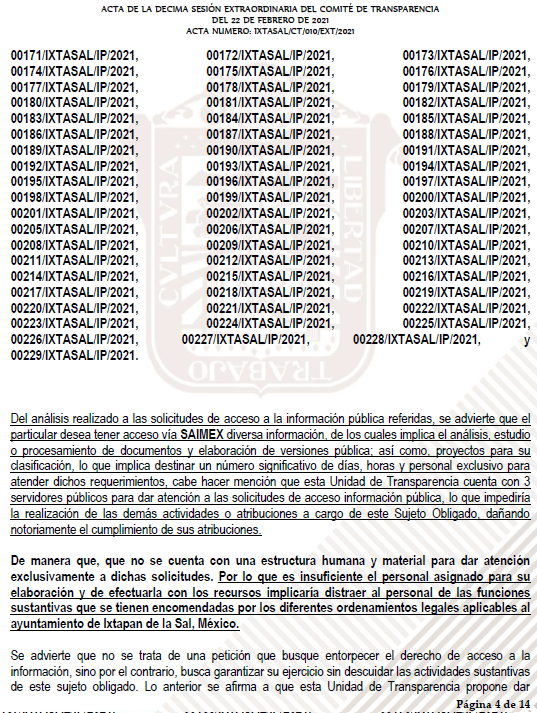 ACTA DE LA DECIMA SESIÓN EXTRAORDINARIA DEL COMITÉ DE TRANSPARENCIA
DEL 22 DE FEBRERO DE 2021
ACTA NUMERO: IXTASAL/CT/010/EXT/2021
00171/IXTASAL/IP/2021, 00172/IXTASAL/IP/2021, 00173/IXTASAL/IP/2021,
00174/IXTASAL/IP/2021, 00175/IXTASAL/IP/2021, 00176/IXTASAL/IP/2021,
00177/IXTASAL/IP/2021, 00178/IXTASAL/IP/2021, 00179/IXTASAL/IP/2021,
00180/IXTASAL/IP/2021, 00181/IXTASAL/IP/2021, 00182/IXTASAL/IP/2021,
00183/IXTASAL/IP/2021, 00184/IXTASAL/IP/2021, 00185/IXTASAL/IP/2021,
00186/IXTASAL/IP/2021, 00187/IXTASAL/IP/2021, 00188/IXTASAL/IP/2021,
00189/IXTASAL/IP/2021, 00190/IXTASAL/IP/2021, 00191/IXTASAL/IP/2021,
00192/IXTASAL/IP/2021, 00193/IXTASAL/IP/2021, 00194/IXTASAL/IP/2021,
00195/IXTASAL/IP/2021, 00196/IXTASAL/IP/2021, 00197/IXTASAL/IP/2021,
00198/IXTASAL/IP/2021, 00199/IXTASAL/IP/2021, 00200/IXTASAL/IP/2021,
00201/IXTASAL/IP/2021, 00202/IXTASAL/IP/2021, 00203/IXTASAL/IP/2021,
00205/IXTASAL/IP/2021, 00206/IXTASAL/IP/2021, 00207/IXTASAL/IP/2021,
00208/IXTASAL/IP/2021, 00209/IXTASAL/IP/2021, 00210/IXTASAL/IP/2021,
00211/IXTASAL/IP/2021, 00212/IXTASAL/IP/2021, 00213/IXTASAL/IP/2021,
00214/IXTASAL/IP/2021, 00215/IXTASAL/IP/2021, 00216/IXTASAL/IP/2021,
00217/IXTASAL/IP/2021, 00218/IXTASAL/IP/2021, 00219/IXTASAL/IP/2021,
00220/IXTASAL/IP/2021, 00221/IXTASAL/IP/2021, 00222/IXTASAL/IP/2021,
00223/IXTASAL/IP/2021, 00224/IXTASAL/IP/2021, 00225/IXTASAL/IP/2021,
00226/IXTASAL/IP/2021, 00227/IXTASAL/IP/2021, 00228/IXTASAL/IP/2021, y
00229/IXTASAL/IP/2021.
CVLTVRA
LIBERTAD
TRABAJO
Del análisis realizado a las solicitudes de acceso a la información pública referidas, se advierte que el
particular desea tener acceso vía SAIMEX diversa información, de los cuales implica el análisis, estudio
o procesamiento de documentos y elaboración de versiones pública; así como, proyectos para su
clasificación, lo que implica destinar un número significativo de días, horas y personal exclusivo para
atender dichos requerimientos, cabe hacer mención que esta Unidad de Transparencia cuenta con 3
servidores públicos para dar atención a las solicitudes de acceso información pública, lo que impediría
la realización de las demás actividades o atribuciones a cargo de este Sujeto Obligado, dañando
notoriamente el cumplimiento de sus atribuciones.
De manera que, que no se cuenta con una estructura humana y material para dar atención
exclusivamente a dichas solicitudes. Por lo que es insuficiente el personal asignado para su
elaboración y de efectuarla con los recursos implicaría distraer al personal de las funciones
sustantivas que se tienen encomendadas por los diferentes ordenamientos legales aplicables al
ayuntamiento de Ixtapan de la Sal, México.
Se advierte que no se trata de una petición que busque entorpecer el derecho de acceso a la
información, sino por el contrario, busca garantizar su ejercicio sin descuidar las actividades sustantivas
de este sujeto obligado. Lo anterior se afirma a que esta Unidad de Transparencia propone dar
Página 4 de 14